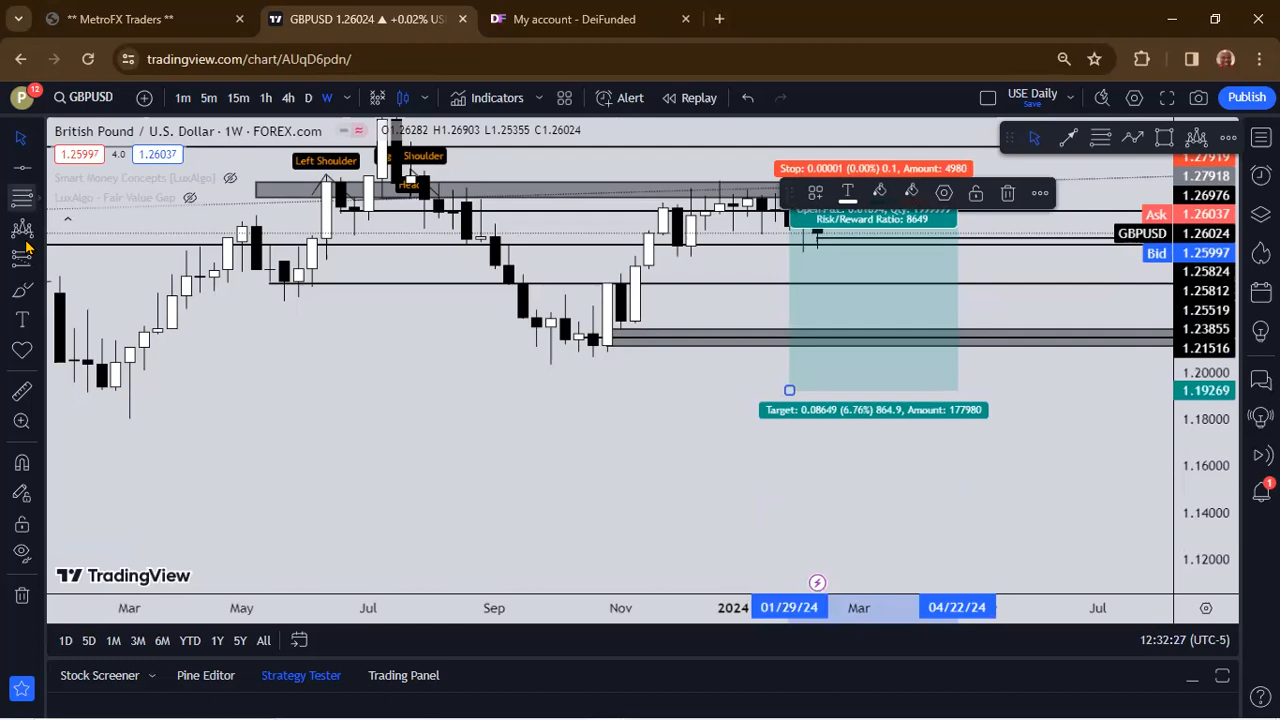 ** MetroFX Traders **
GBPUSD 1.26024 ▲ +0.02% US
My account - DeiFunded
tradingview.com/chart/AUqD6pdn/
P
12
GBPUSD
1m 5m 15m 1h 4h D W
Indicators
Alert
Replay
USE Daily
Save
Publish
British Pound / U.S. Dollar · 1W · FOREX.com
O1.26282 H1.26903 L1.25355 C1.26024
1.25997 4.0 1.26037
Smart Money Concepts [LuxAlgo]
LuxAlgo - Fair Value Gap
Left Shoulder
Shoulder
Head
Stop: 0.00001 (0.00%) 0.1, Amount: 4980
Risk/Reward Ratio: 8649
Target: 0.08649 (6.76%) 864.9, Amount: 177980
1.27919
1.27918
1.26976
Ask 1.26037
GBPUSD 1.26024
Bid 1.25997
1.25824
1.25812
1.25519
1.23855
1.21516
1.20000
1.19269
1.18000
1.16000
1.14000
1.12000
1
TradingView
Mar May Jul Sep Nov 2024 01/29/24 Mar 04/22/24 Jul
1D 5D 1M 3M 6M YTD 1Y 5Y All
12:32:27 (UTC-5)
Stock Screener Pine Editor Strategy Tester Trading Panel